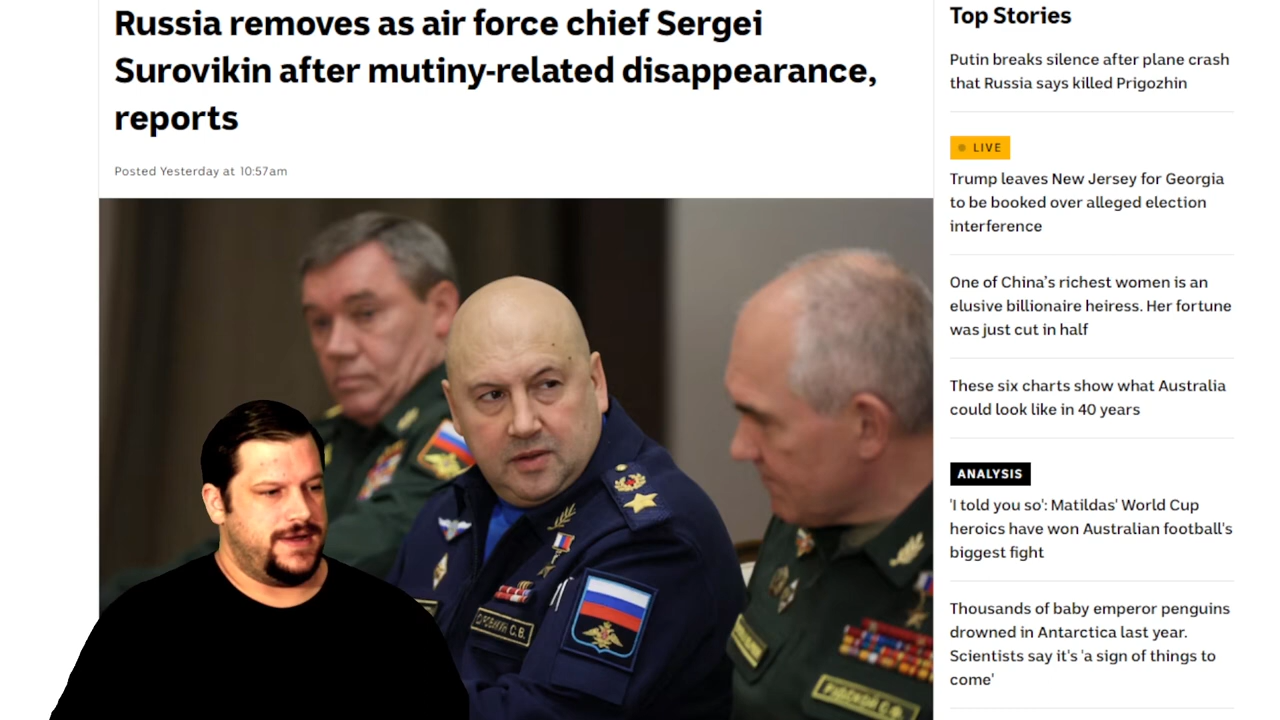 Russia removes as air force chief Sergei
Surovikin after mutiny-related disappearance,
reports
Posted Yesterday at 10:57am
Top Stories
Putin breaks silence after plane crash
that Russia says killed Prigozhin
LIVE
Trump leaves New Jersey for Georgia
to be booked over alleged election
interference
One of China's richest women is an
elusive billionaire heiress. Her fortune
was just cut in half
These six charts show what Australia
could look like in 40 years
ANALYSIS
'I told you so': Matildas' World Cup
heroics have won Australian football's
biggest fight
Thousands of baby emperor penguins
drowned in Antarctica last year.
Scientists say it's 'a sign of things to
come'